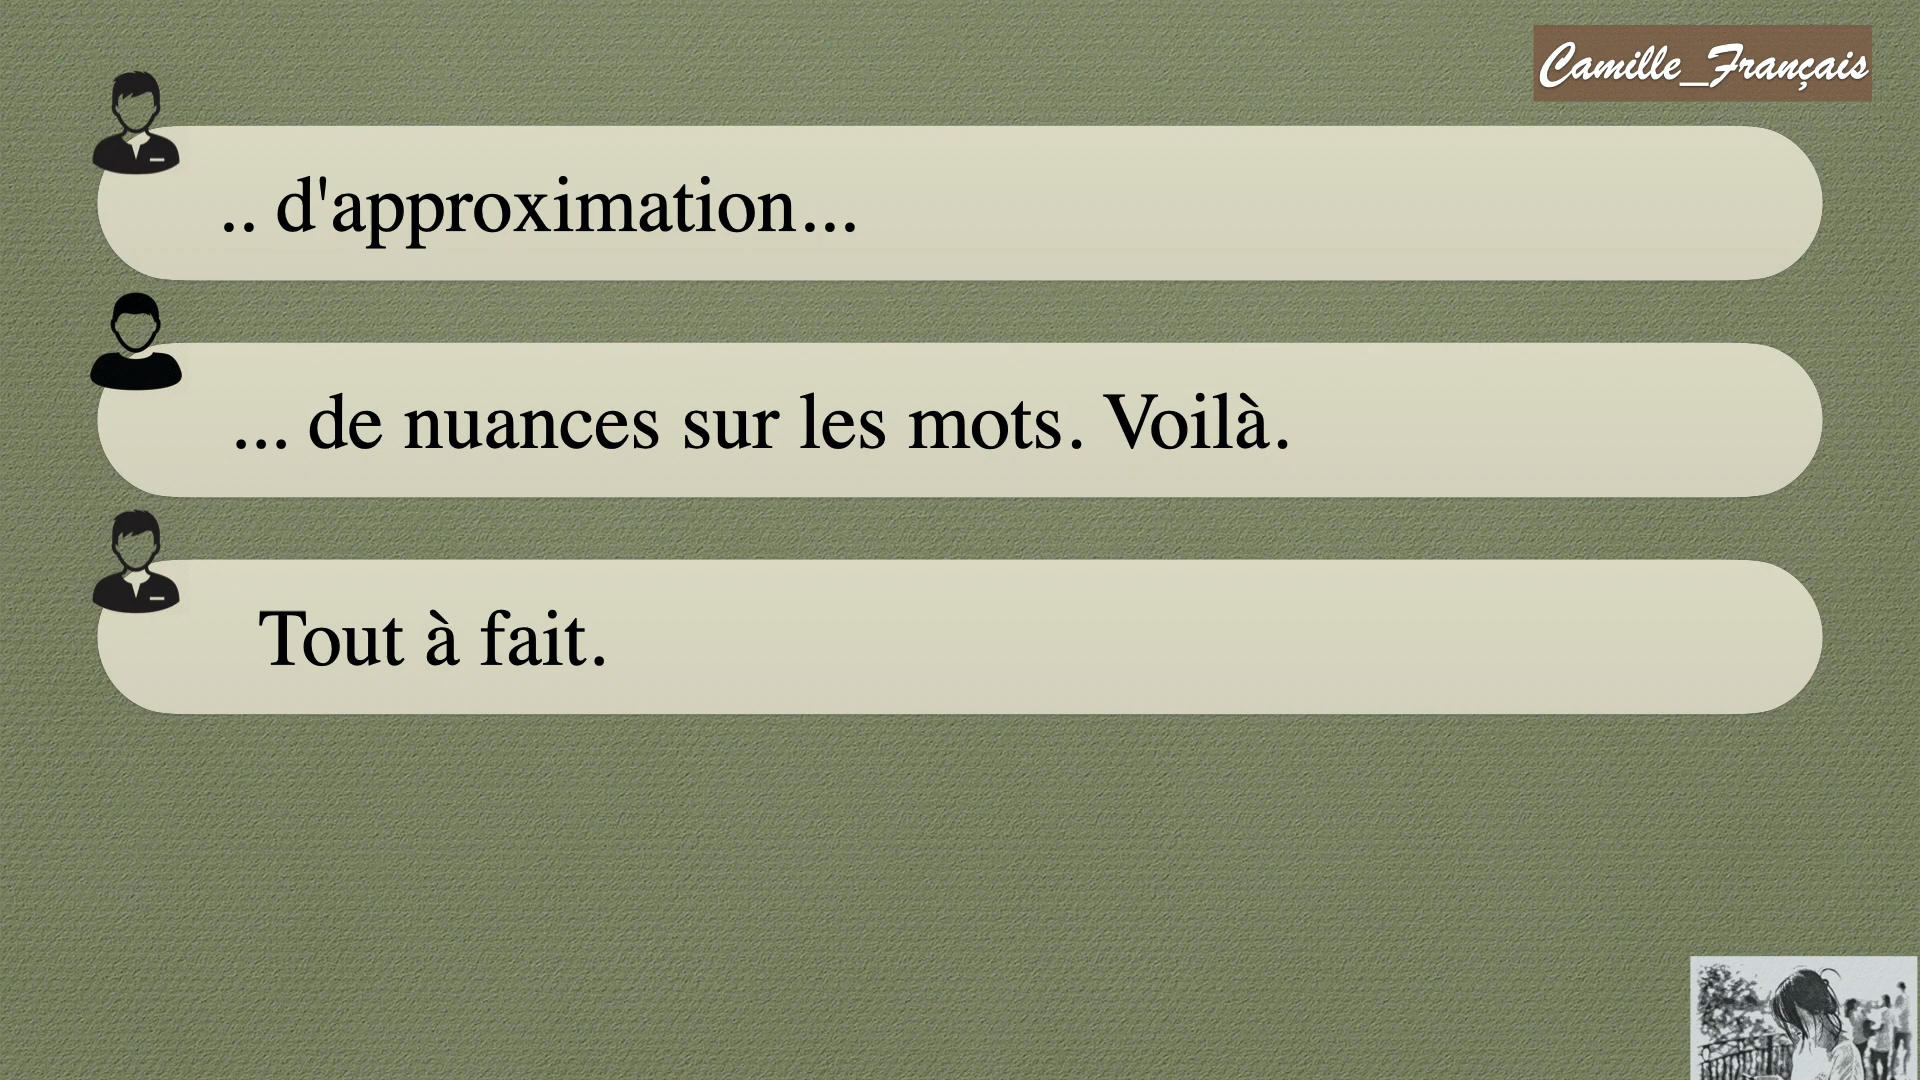 Camille_Français
.. d'approximation...
... de nuances sur les mots. Voilà.
Tout à fait.